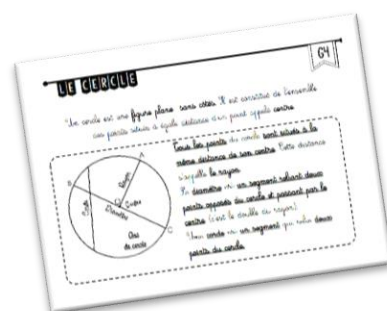 LE CERCLE
G4
Un cercle est une figure plane sans côtés. Il est constitué de l'ensemble
des points situés à égale distance d'un point appelé centre.
Tous les points du cercle sont situés à la
même distance de son centre. Cette distance
s'appelle le rayon.
Le diamètre est un segment reliant deux
points opposés du cercle et passant par le
centre (c'est le double du rayon).
Une corde est un segment qui relie deux
points du cercle.
A
B
Rayon
Corde
O
Centre
Diamètre
C
Arc
de cercle